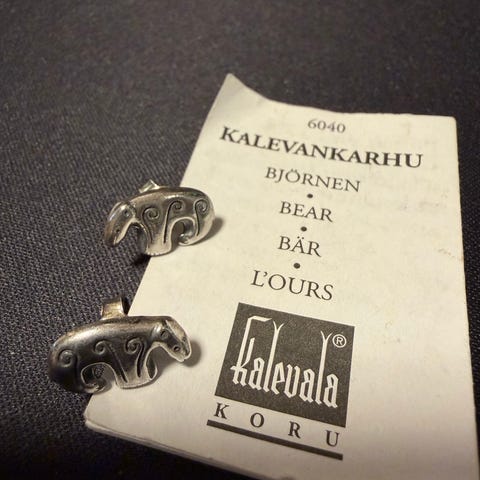 6040
KALEVANKARHU
BJÖRNEN
•
BEAR
•
BÄR
•
L'OURS
Kalevala®
KORU